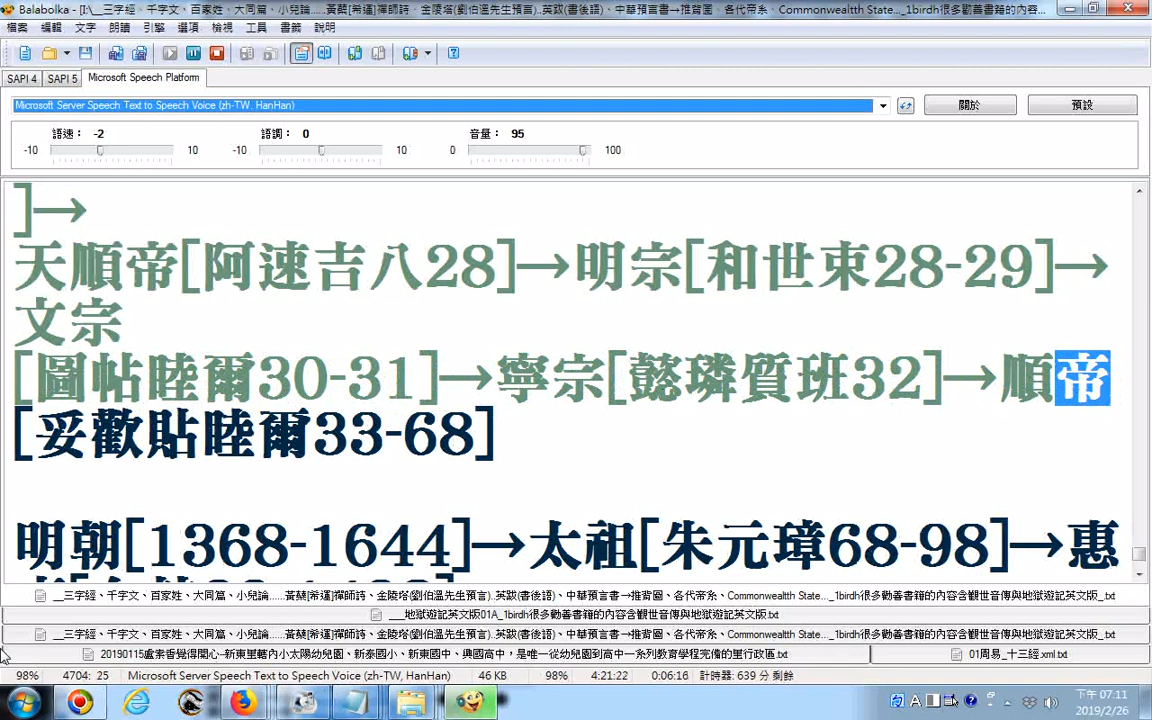 Balabolka - [I:\__三字經、千字文、百家姓、大同篇、小兒論.....黃蘗[希運]禪師詩、金陵塔(劉伯溫先生預言)..英畝(書後語)、中華預言書→推背圖、各代帝系、Commonwealtth State..._1birdh很多勸善書籍的內容...
檔案 編輯 文字 朗讀 引擎 選項 檢視 工具 書籤 說明
SAPI 4 SAPI 5 Microsoft Speech Platform
Microsoft Server Speech Text to Speech Voice (zh-TW, HanHan)
關於 預設
語速： -2 語調： 0 音量： 95
-10 10 -10 10 0 100
]→
天順帝[阿速吉八28]→明宗[和世束28-29]→
文宗
[圖帖睦爾30-31]→寧宗[懿璘質班32]→順帝
[妥歡貼睦爾33-68]
明朝[1368-1644]→太祖[朱元璋68-98]→惠
__三字經、千字文、百家姓、大同篇、小兒論.....黃蘗[希運]禪師詩、金陵塔(劉伯溫先生預言)..英畝(書後語)、中華預言書→推背圖、各代帝系、Commonwealtth State..._1birdh很多勸善書籍的內容含觀世音傳與地獄遊記英文版_.txt
___地獄遊記英文版01A_1birdh很多勸善書籍的內容含觀世音傳與地獄遊記英文版.txt
__三字經、千字文、百家姓、大同篇、小兒論.....黃蘗[希運]禪師詩、金陵塔(劉伯溫先生預言)..英畝(書後語)、中華預言書→推背圖、各代帝系、Commonwealtth State..._1birdh很多勸善書籍的內容含觀世音傳與地獄遊記英文版_.txt
20190115盧素香覺得開心--新東里轄內小太陽幼兒園、新泰國小、新東國中、興國高中，是唯一從幼兒園到高中一系列教育學程完備的里行政區.txt 01周易_十三經.xml.txt
98% 4704: 25 Microsoft Server Speech Text to Speech Voice (zh-TW, HanHan) 46 KB 98% 4:21:22 0:06:16 計時器: 639 分 剩餘
下午 07:11
2019/2/26